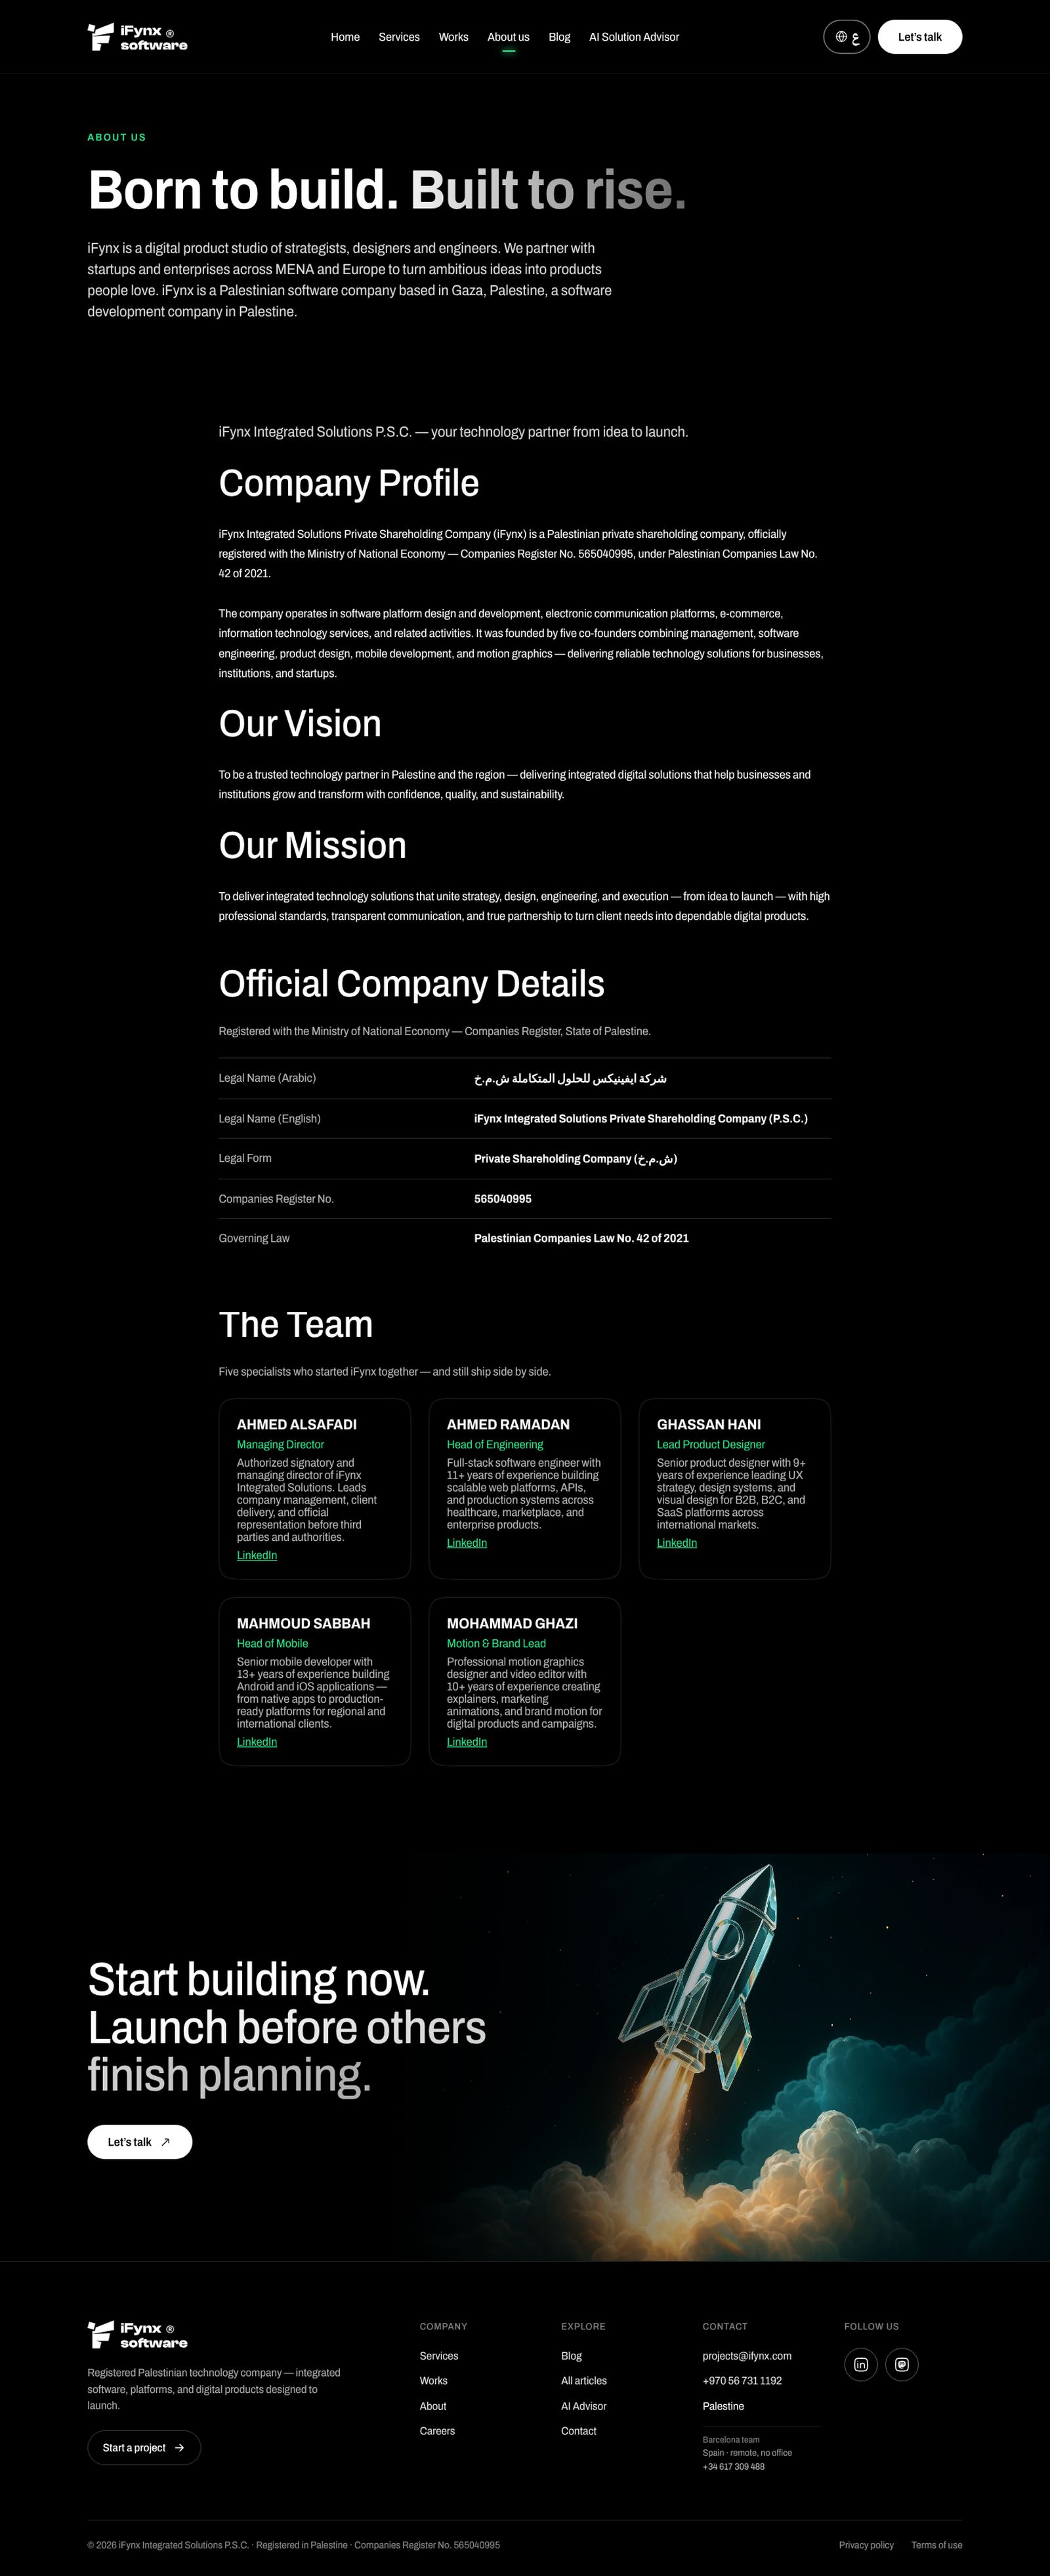 iFynx ®
software
Home Services Works About us Blog AI Solution Advisor
ع
Let's talk
ABOUT US
Born to build. Built to rise.
iFynx is a digital product studio of strategists, designers and engineers. We partner with
startups and enterprises across MENA and Europe to turn ambitious ideas into products
people love. iFynx is a Palestinian software company based in Gaza, Palestine, a software
development company in Palestine.
iFynx Integrated Solutions P.S.C. — your technology partner from idea to launch.
Company Profile
iFynx Integrated Solutions Private Shareholding Company (iFynx) is a Palestinian private shareholding company, officially
registered with the Ministry of National Economy — Companies Register No. 565040995, under Palestinian Companies Law No.
42 of 2021.
The company operates in software platform design and development, electronic communication platforms, e-commerce,
information technology services, and related activities. It was founded by five co-founders combining management, software
engineering, product design, mobile development, and motion graphics — delivering reliable technology solutions for businesses,
institutions, and startups.
Our Vision
To be a trusted technology partner in Palestine and the region — delivering integrated digital solutions that help businesses and
institutions grow and transform with confidence, quality, and sustainability.
Our Mission
To deliver integrated technology solutions that unite strategy, design, engineering, and execution — from idea to launch — with high
professional standards, transparent communication, and true partnership to turn client needs into dependable digital products.
Official Company Details
Registered with the Ministry of National Economy — Companies Register, State of Palestine.
Legal Name (Arabic) شركة ايفينيكس للحلول المتكاملة ش.م.خ
Legal Name (English) iFynx Integrated Solutions Private Shareholding Company (P.S.C.)
Legal Form Private Shareholding Company (ش.م.خ)
Companies Register No. 565040995
Governing Law Palestinian Companies Law No. 42 of 2021
The Team
Five specialists who started iFynx together — and still ship side by side.
AHMED ALSAFADI
Managing Director
Authorized signatory and
managing director of iFynx
Integrated Solutions. Leads
company management, client
delivery, and official
representation before third
parties and authorities.
LinkedIn
AHMED RAMADAN
Head of Engineering
Full-stack software engineer with
11+ years of experience building
scalable web platforms, APIs,
and production systems across
healthcare, marketplace, and
enterprise products.
LinkedIn
GHASSAN HANI
Lead Product Designer
Senior product designer with 9+
years of experience leading UX
strategy, design systems, and
visual design for B2B, B2C, and
SaaS platforms across
international markets.
LinkedIn
MAHMOUD SABBAH
Head of Mobile
Senior mobile developer with
13+ years of experience building
Android and iOS applications —
from native apps to production-
ready platforms for regional and
international clients.
LinkedIn
MOHAMMAD GHAZI
Motion & Brand Lead
Professional motion graphics
designer and video editor with
10+ years of experience creating
explainers, marketing
animations, and brand motion for
digital products and campaigns.
LinkedIn
Start building now.
Launch before others
finish planning.
Let's talk
iFynx ®
software
Registered Palestinian technology company — integrated
software, platforms, and digital products designed to
launch.
Start a project
COMPANY
Services
Works
About
Careers
EXPLORE
Blog
All articles
AI Advisor
Contact
CONTACT
projects@ifynx.com
+970 56 731 1192
Palestine
Barcelona team
Spain · remote, no office
+34 617 309 488
FOLLOW US
© 2026 iFynx Integrated Solutions P.S.C. · Registered in Palestine · Companies Register No. 565040995
Privacy policy Terms of use